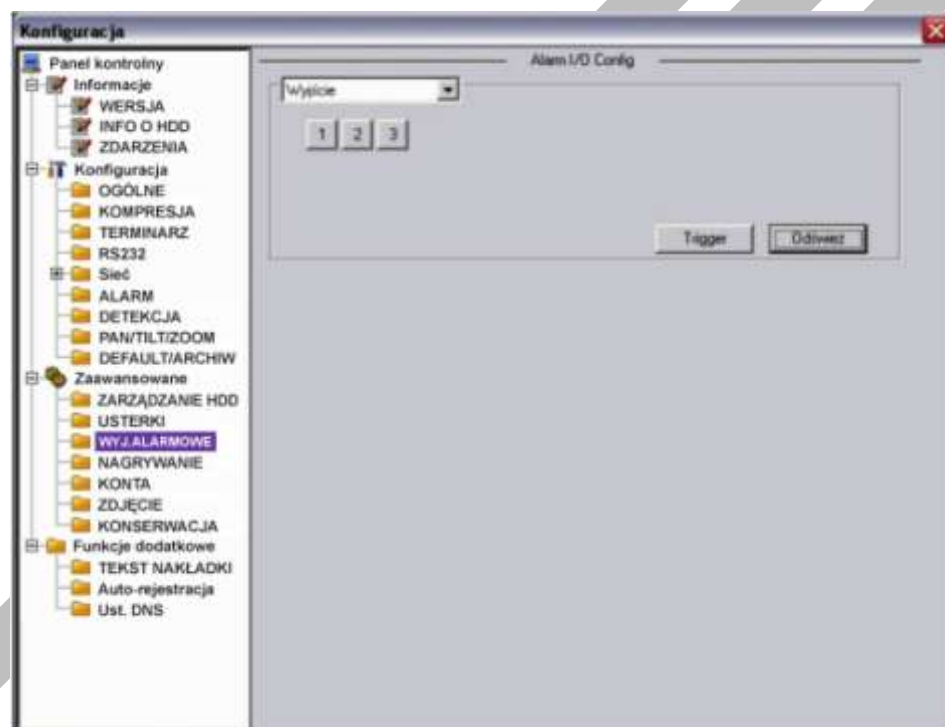 Konfiguracja
Panel kontrolny
Informacje
WERSJA
INFO O HDD
ZDARZENIA
Konfiguracja
OGÓLNE
KOMPRESJA
TERMINARZ
RS232
Sieć
ALARM
DETEKCJA
PAN/TILT/ZOOM
DEFAULT/ARCHIW
Zaawansowane
ZARZĄDZANIE HDD
USTERKI
WYJ.ALARMOWE
NAGRYWANIE
KONTA
ZDJĘCIE
KONSERWACJA
Funkcje dodatkowe
TEKST NAKŁADKI
Auto-rejestracja
Ust. DNS
Alarm I/O Config
Wyjście
1 2 3
Trigger
Odśwież